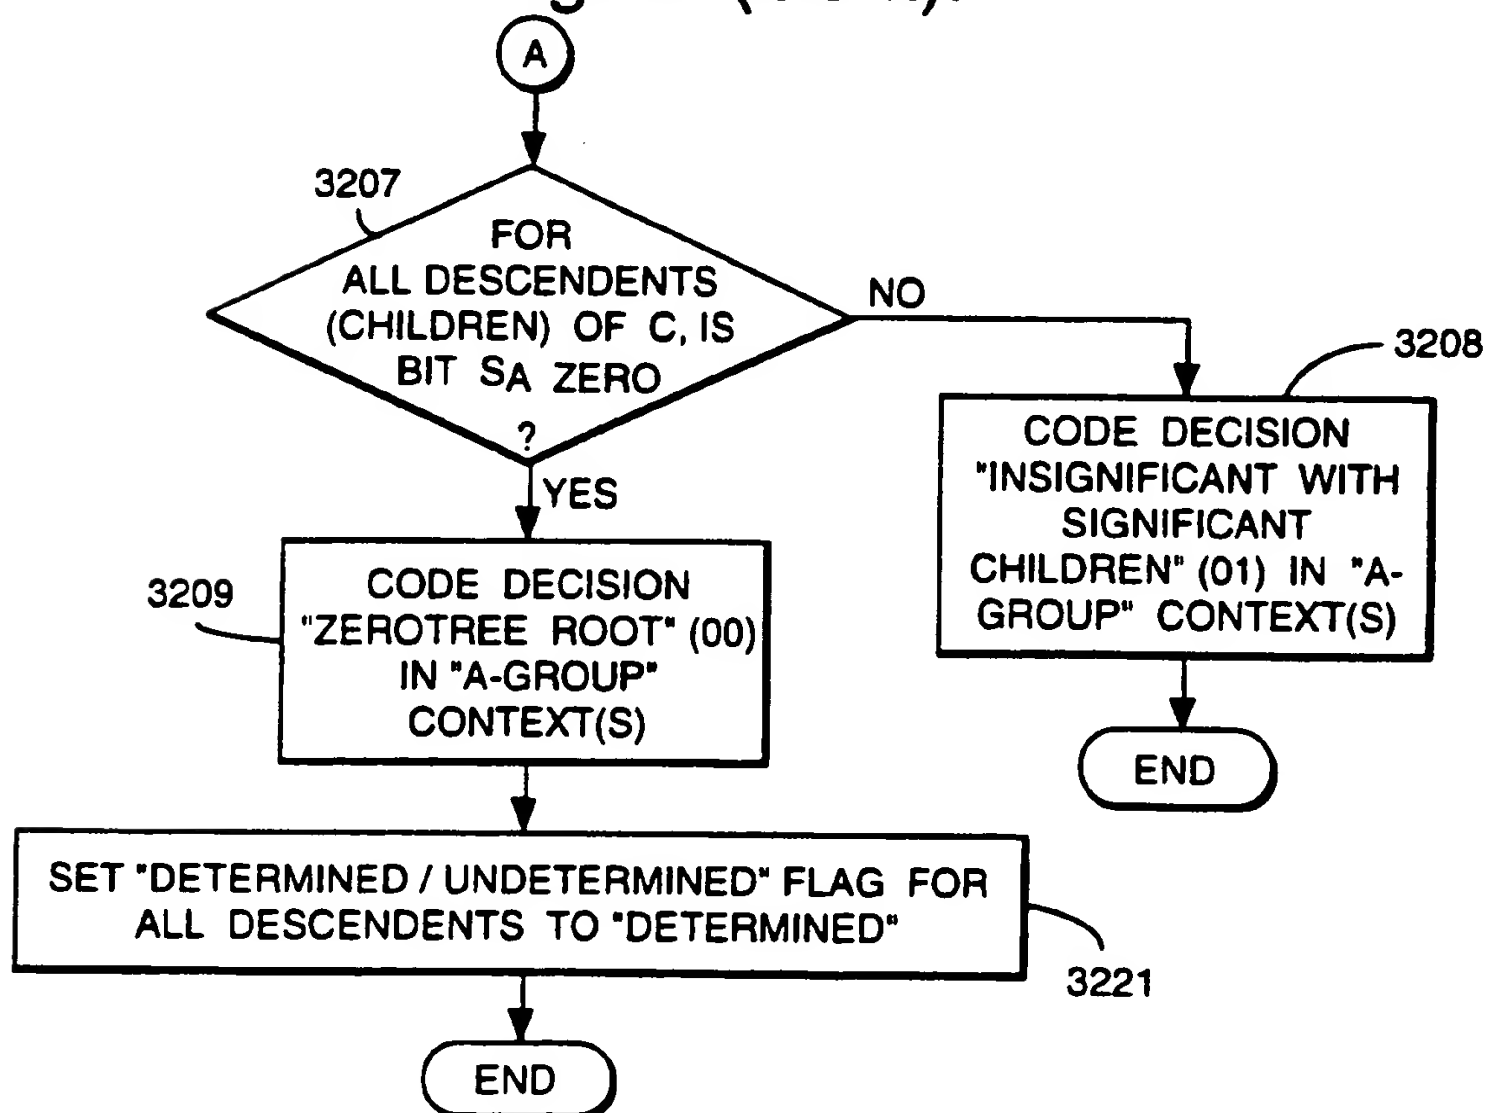 A
3207
FOR
ALL DESCENDENTS
(CHILDREN) OF C, IS
BIT SA ZERO
?
NO
YES
3208
CODE DECISION
"INSIGNIFICANT WITH
SIGNIFICANT
CHILDREN" (01) IN "A-
GROUP" CONTEXT(S)
END
3209
CODE DECISION
"ZEROTREE ROOT" (00)
IN "A-GROUP"
CONTEXT(S)
SET "DETERMINED / UNDETERMINED" FLAG FOR
ALL DESCENDENTS TO "DETERMINED"
3221
END